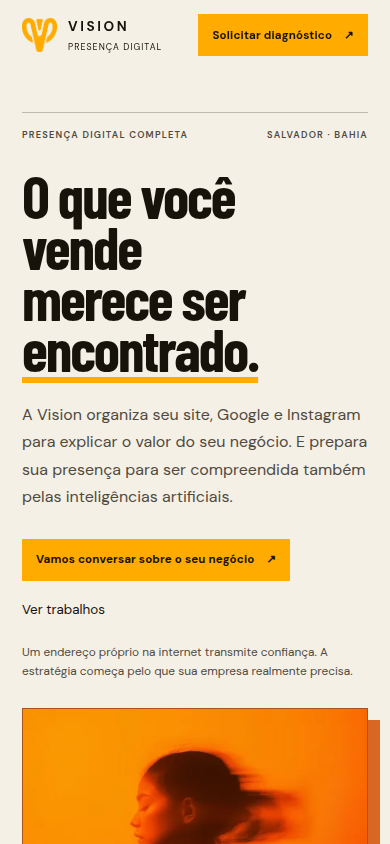 VISION
PRESENÇA DIGITAL
Solicitar diagnóstico ↗
PRESENÇA DIGITAL COMPLETA
SALVADOR · BAHIA
O que você
vende
merece ser
encontrado.
A Vision organiza seu site, Google e Instagram
para explicar o valor do seu negócio. E prepara
sua presença para ser compreendida também
pelas inteligências artificiais.
Vamos conversar sobre o seu negócio ↗
Ver trabalhos
Um endereço próprio na internet transmite confiança. A
estratégia começa pelo que sua empresa realmente precisa.